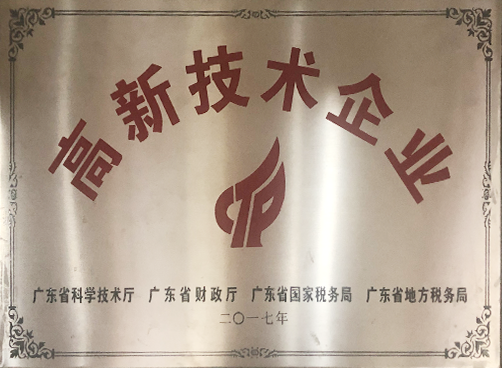 高新技术企业
广东省科学技术厅 广东省财政厅 广东省国家税务局 广东省地方税务局
二〇一七年